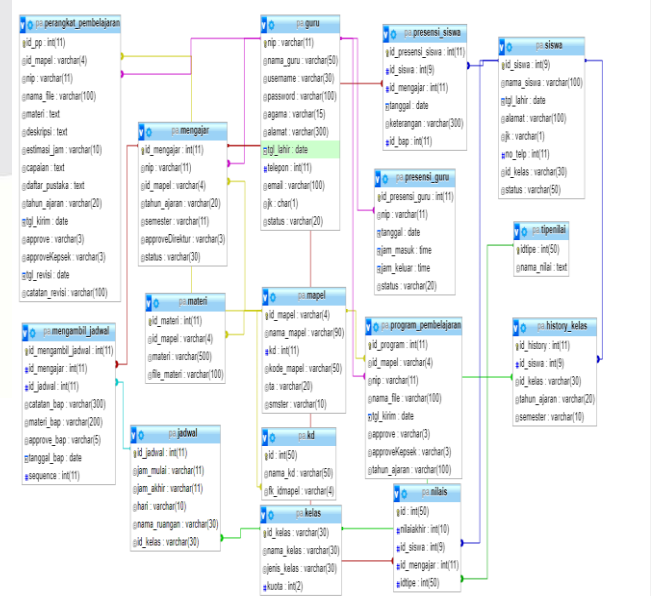 pa perangkat_pembelajaran
id_pp : int(11)
id_mapel : varchar(4)
nip : varchar(11)
nama_file : varchar(100)
materi : text
deskripsi : text
estimasi_jam : varchar(10)
capaian : text
daftar_pustaka : text
tahun_ajaran : varchar(20)
tgl_kirim : date
approve : varchar(3)
approveKepsek : varchar(3)
tgl_revisi : date
catatan_revisi : varchar(100)
pa mengajar
id_mengajar : int(11)
nip : varchar(11)
id_mapel : varchar(4)
tahun_ajaran : varchar(20)
semester : varchar(11)
approveDirektur : varchar(3)
status : varchar(30)
pa guru
nip : varchar(11)
nama_guru : varchar(50)
username : varchar(30)
password : varchar(100)
agama : varchar(15)
alamat : varchar(300)
tgl_lahir : date
telepon : int(11)
email : varchar(100)
jk : char(1)
status : varchar(20)
pa presensi_siswa
id_presensi_siswa : int(11)
id_siswa : int(9)
id_mengajar : int(11)
tanggal : date
keterangan : varchar(300)
id_bap : int(11)
pa siswa
id_siswa : int(9)
nama_siswa : varchar(100)
tgl_lahir : date
alamat : varchar(100)
jk : varchar(1)
no_telp : int(11)
id_kelas : varchar(30)
status : varchar(50)
pa presensi_guru
id_presensi_guru : int(11)
nip : varchar(11)
tanggal : date
jam_masuk : time
jam_keluar : time
status : varchar(20)
pa tipenilai
idtipe : int(50)
nama_nilai : text
pa materi
id_materi : int(11)
id_mapel : varchar(4)
materi : varchar(500)
file_materi : varchar(100)
pa mapel
id_mapel : varchar(4)
nama_mapel : varchar(90)
kd : int(11)
kode_mapel : varchar(50)
ta : varchar(20)
smster : varchar(10)
pa program_pembelajaran
id_program : int(11)
id_mapel : varchar(4)
nip : varchar(11)
nama_file : varchar(100)
tgl_kirim : date
approve : varchar(3)
approveKepsek : varchar(3)
tahun_ajaran : varchar(100)
pa history_kelas
id_history : int(11)
id_siswa : int(9)
id_kelas : varchar(30)
tahun_ajaran : varchar(20)
semester : varchar(10)
pa mengambil_jadwal
id_mengambil_jadwal : int(11)
id_mengajar : int(11)
id_jadwal : int(11)
catatan_bap : varchar(300)
materi_bap : varchar(200)
approve_bap : varchar(5)
tanggal_bap : date
sequence : int(11)
pa jadwal
id_jadwal : int(11)
jam_mulai : varchar(11)
jam_akhir : varchar(11)
hari : varchar(10)
nama_ruangan : varchar(30)
id_kelas : varchar(30)
pa kd
id : int(50)
nama_kd : varchar(50)
fk_idmapel : varchar(4)
pa kelas
id_kelas : varchar(30)
nama_kelas : varchar(30)
jenis_kelas : varchar(30)
kuota : int(2)
pa nilais
id : int(50)
nilaiakhir : int(10)
id_siswa : int(9)
id_mengajar : int(11)
idtipe : int(50)